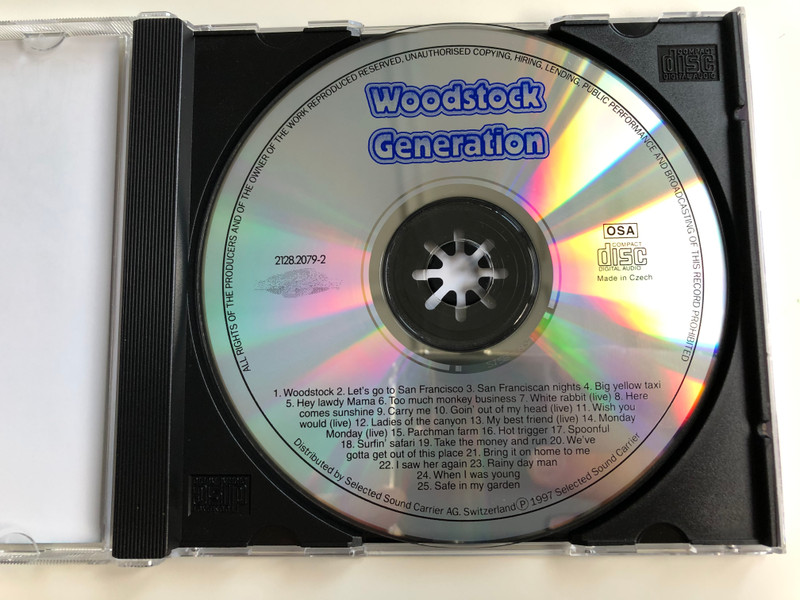 ALL RIGHTS OF THE PRODUCERS AND OF THE OWNER OF THE WORK REPRODUCED RESERVED, UNAUTHORISED COPYING, HIRING, LENDING, PUBLIC PERFORMANCE AND BROADCASTING OF THIS RECORD PROHIBITED
Woodstock
Generation
COMPACT
disc
DIGITAL AUDIO
2128.2079-2
OSA
COMPACT
disc
DIGITAL AUDIO
Made in Czech
1. Woodstock 2. Let's go to San Francisco 3. San Franciscan nights 4. Big yellow taxi
5. Hey lawdy Mama 6. Too much monkey business 7. White rabbit (live) 8. Here
comes sunshine 9. Carry me 10. Goin' out of my head (live) 11. Wish you
would (live) 12. Ladies of the canyon 13. My best friend (live) 14. Monday
Monday (live) 15. Parchman farm 16. Hot trigger 17. Spoonful
18. Surfin' safari 19. Take the money and run 20. We've
gotta get out of this place 21. Bring it on home to me
22. I saw her again 23. Rainy day man
24. When I was young
25. Safe in my garden
Distributed by Selected Sound Carrier AG. Switzerland Ⓟ 1997 Selected Sound Carrier